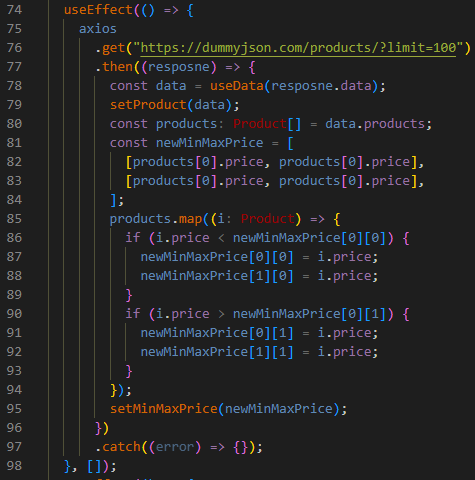 74 useEffect(() => {
75 axios
76 .get("https://dummyjson.com/products/?limit=100")
77 .then((resposne) => {
78 const data = useData(resposne.data);
79 setProduct(data);
80 const products: Product[] = data.products;
81 const newMinMaxPrice = [
82 [products[0].price, products[0].price],
83 [products[0].price, products[0].price],
84 ];
85 products.map((i: Product) => {
86 if (i.price < newMinMaxPrice[0][0]) {
87 newMinMaxPrice[0][0] = i.price;
88 newMinMaxPrice[1][0] = i.price;
89 }
90 if (i.price > newMinMaxPrice[0][1]) {
91 newMinMaxPrice[0][1] = i.price;
92 newMinMaxPrice[1][1] = i.price;
93 }
94 });
95 setMinMaxPrice(newMinMaxPrice);
96 })
97 .catch((error) => {});
98 }, []);